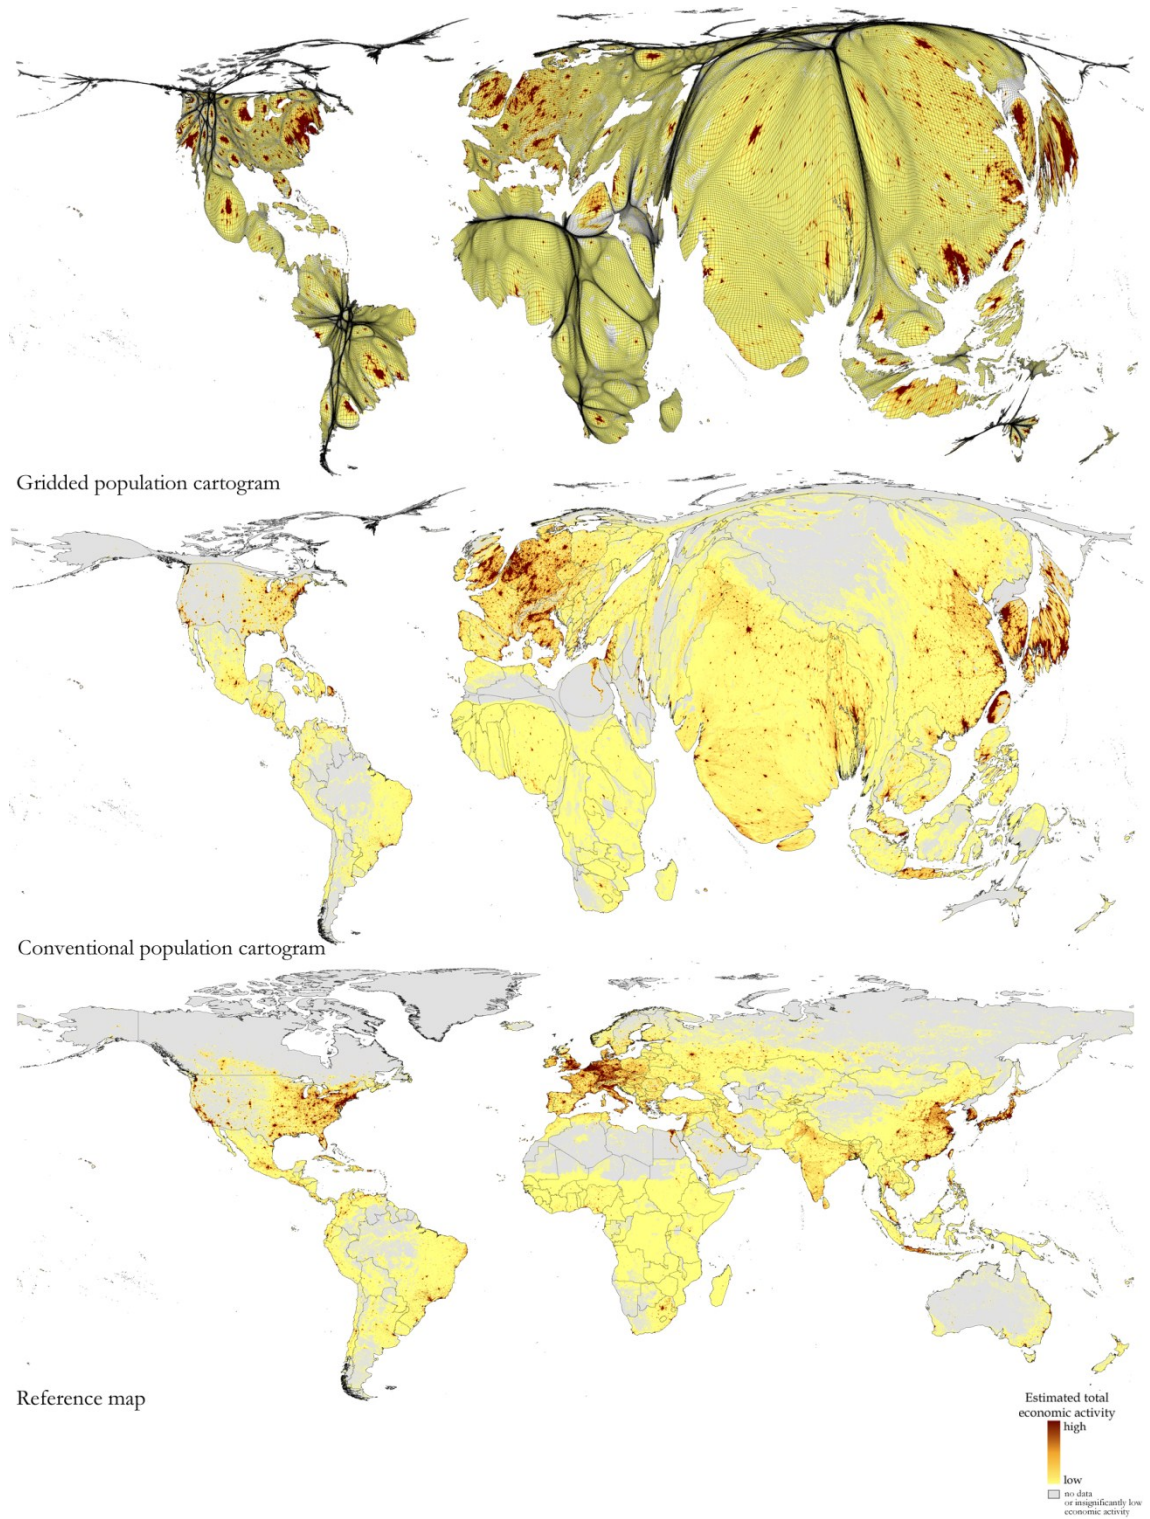 Gridded population cartogram
Conventional population cartogram
Reference map
Estimated total
economic activity
high
low
no data
or insignificantly low
economic activity